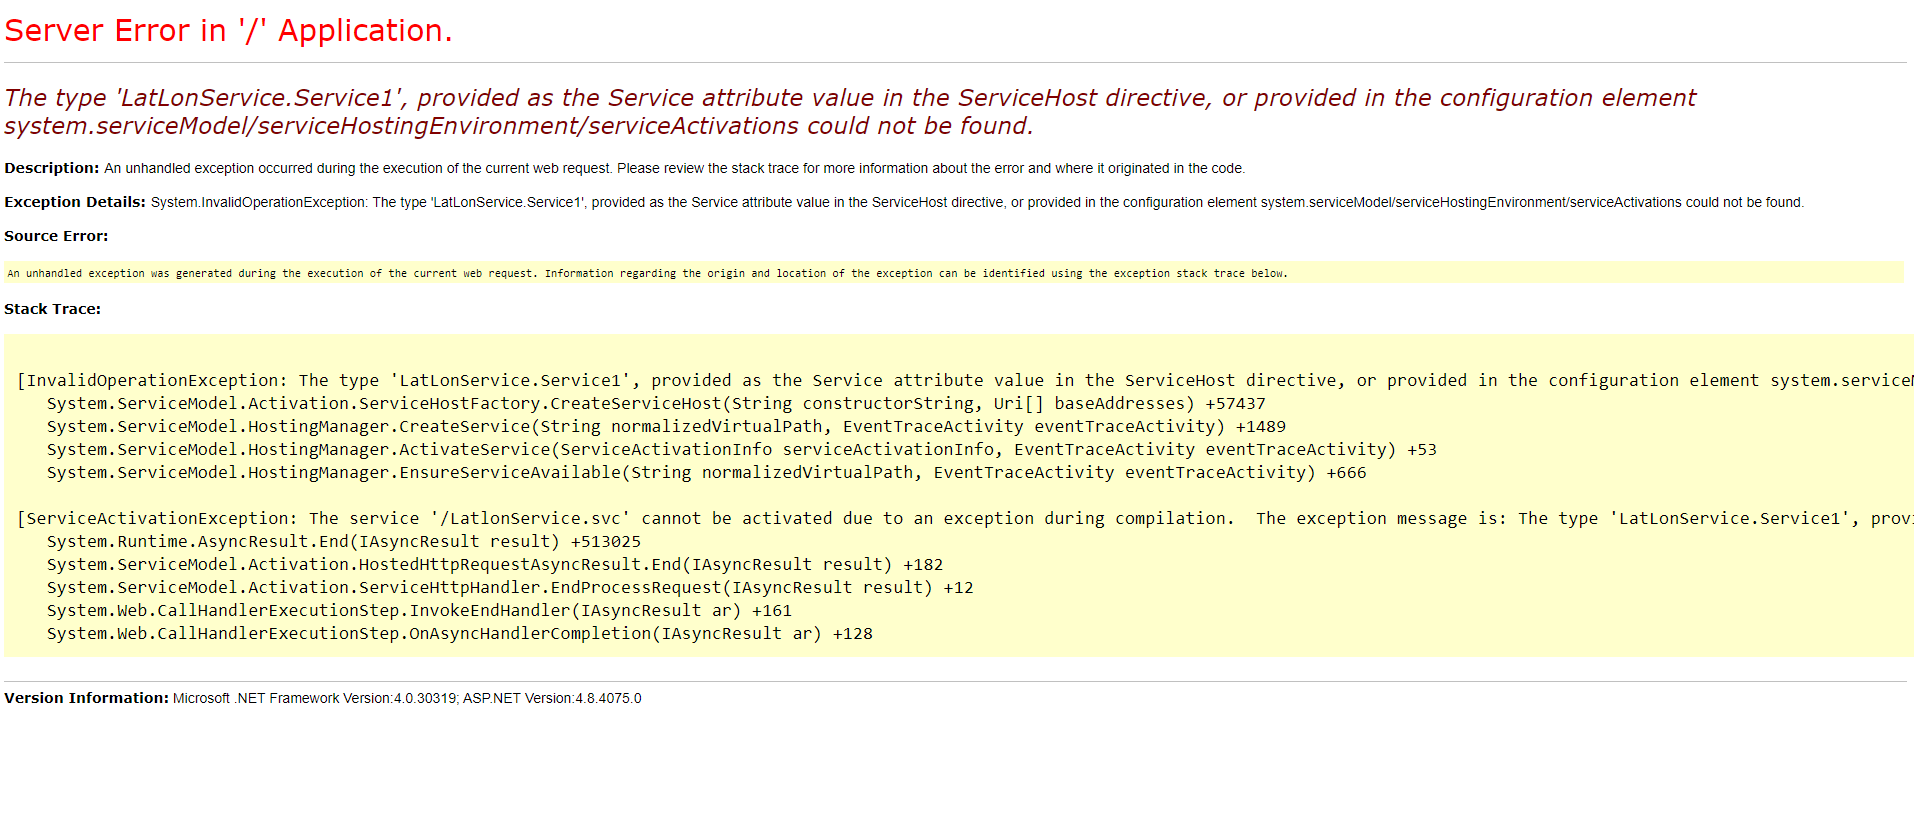 Server Error in '/' Application.
The type 'LatLonService.Service1', provided as the Service attribute value in the ServiceHost directive, or provided in the configuration element
system.serviceModel/serviceHostingEnvironment/serviceActivations could not be found.
Description: An unhandled exception occurred during the execution of the current web request. Please review the stack trace for more information about the error and where it originated in the code.
Exception Details: System.InvalidOperationException: The type 'LatLonService.Service1', provided as the Service attribute value in the ServiceHost directive, or provided in the configuration element system.serviceModel/serviceHostingEnvironment/serviceActivations could not be found.
Source Error:
An unhandled exception was generated during the execution of the current web request. Information regarding the origin and location of the exception can be identified using the exception stack trace below.
Stack Trace:
[InvalidOperationException: The type 'LatLonService.Service1', provided as the Service attribute value in the ServiceHost directive, or provided in the configuration element system.service
System.ServiceModel.Activation.ServiceHostFactory.CreateServiceHost(String constructorString, Uri[] baseAddresses) +57437
System.ServiceModel.HostingManager.CreateService(String normalizedVirtualPath, EventTraceActivity eventTraceActivity) +1489
System.ServiceModel.HostingManager.ActivateService(ServiceActivationInfo serviceActivationInfo, EventTraceActivity eventTraceActivity) +53
System.ServiceModel.HostingManager.EnsureServiceAvailable(String normalizedVirtualPath, EventTraceActivity eventTraceActivity) +666
[ServiceActivationException: The service '/LatlonService.svc' cannot be activated due to an exception during compilation.  The exception message is: The type 'LatLonService.Service1', prov
System.Runtime.AsyncResult.End(IAsyncResult result) +513025
System.ServiceModel.Activation.HostedHttpRequestAsyncResult.End(IAsyncResult result) +182
System.ServiceModel.Activation.ServiceHttpHandler.EndProcessRequest(IAsyncResult result) +12
System.Web.CallHandlerExecutionStep.InvokeEndHandler(IAsyncResult ar) +161
System.Web.CallHandlerExecutionStep.OnAsyncHandlerCompletion(IAsyncResult ar) +128
Version Information: Microsoft .NET Framework Version:4.0.30319; ASP.NET Version:4.8.4075.0